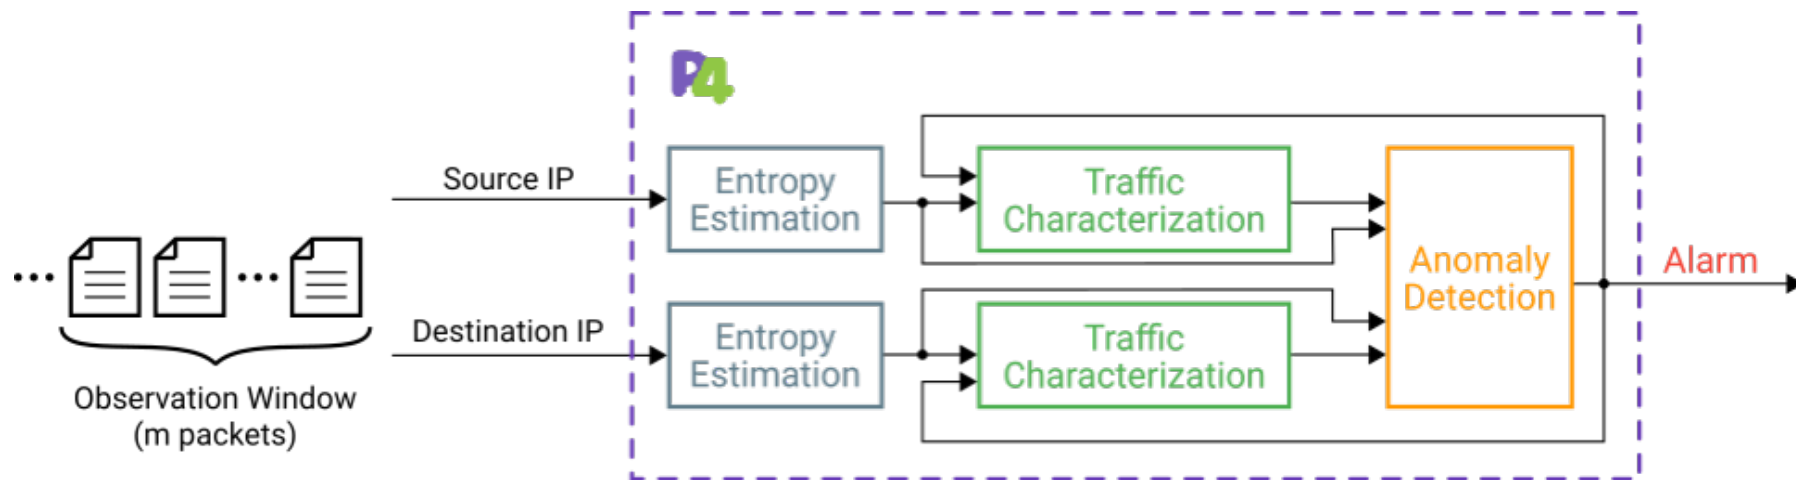 P4
Source IP
Entropy
Estimation
Traffic
Characterization
Anomaly
Detection
Alarm
Destination IP
Entropy
Estimation
Traffic
Characterization
Observation Window
(m packets)